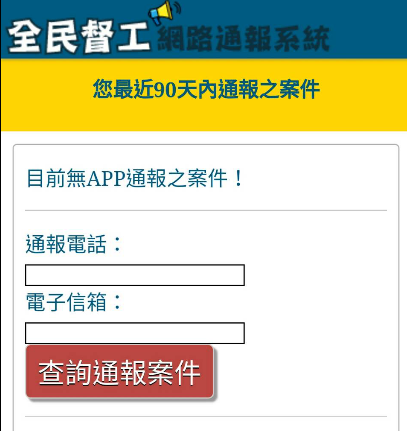 全民督工網路通報系統
您最近90天內通報之案件
目前無APP通報之案件！
通報電話：
電子信箱：
查詢通報案件